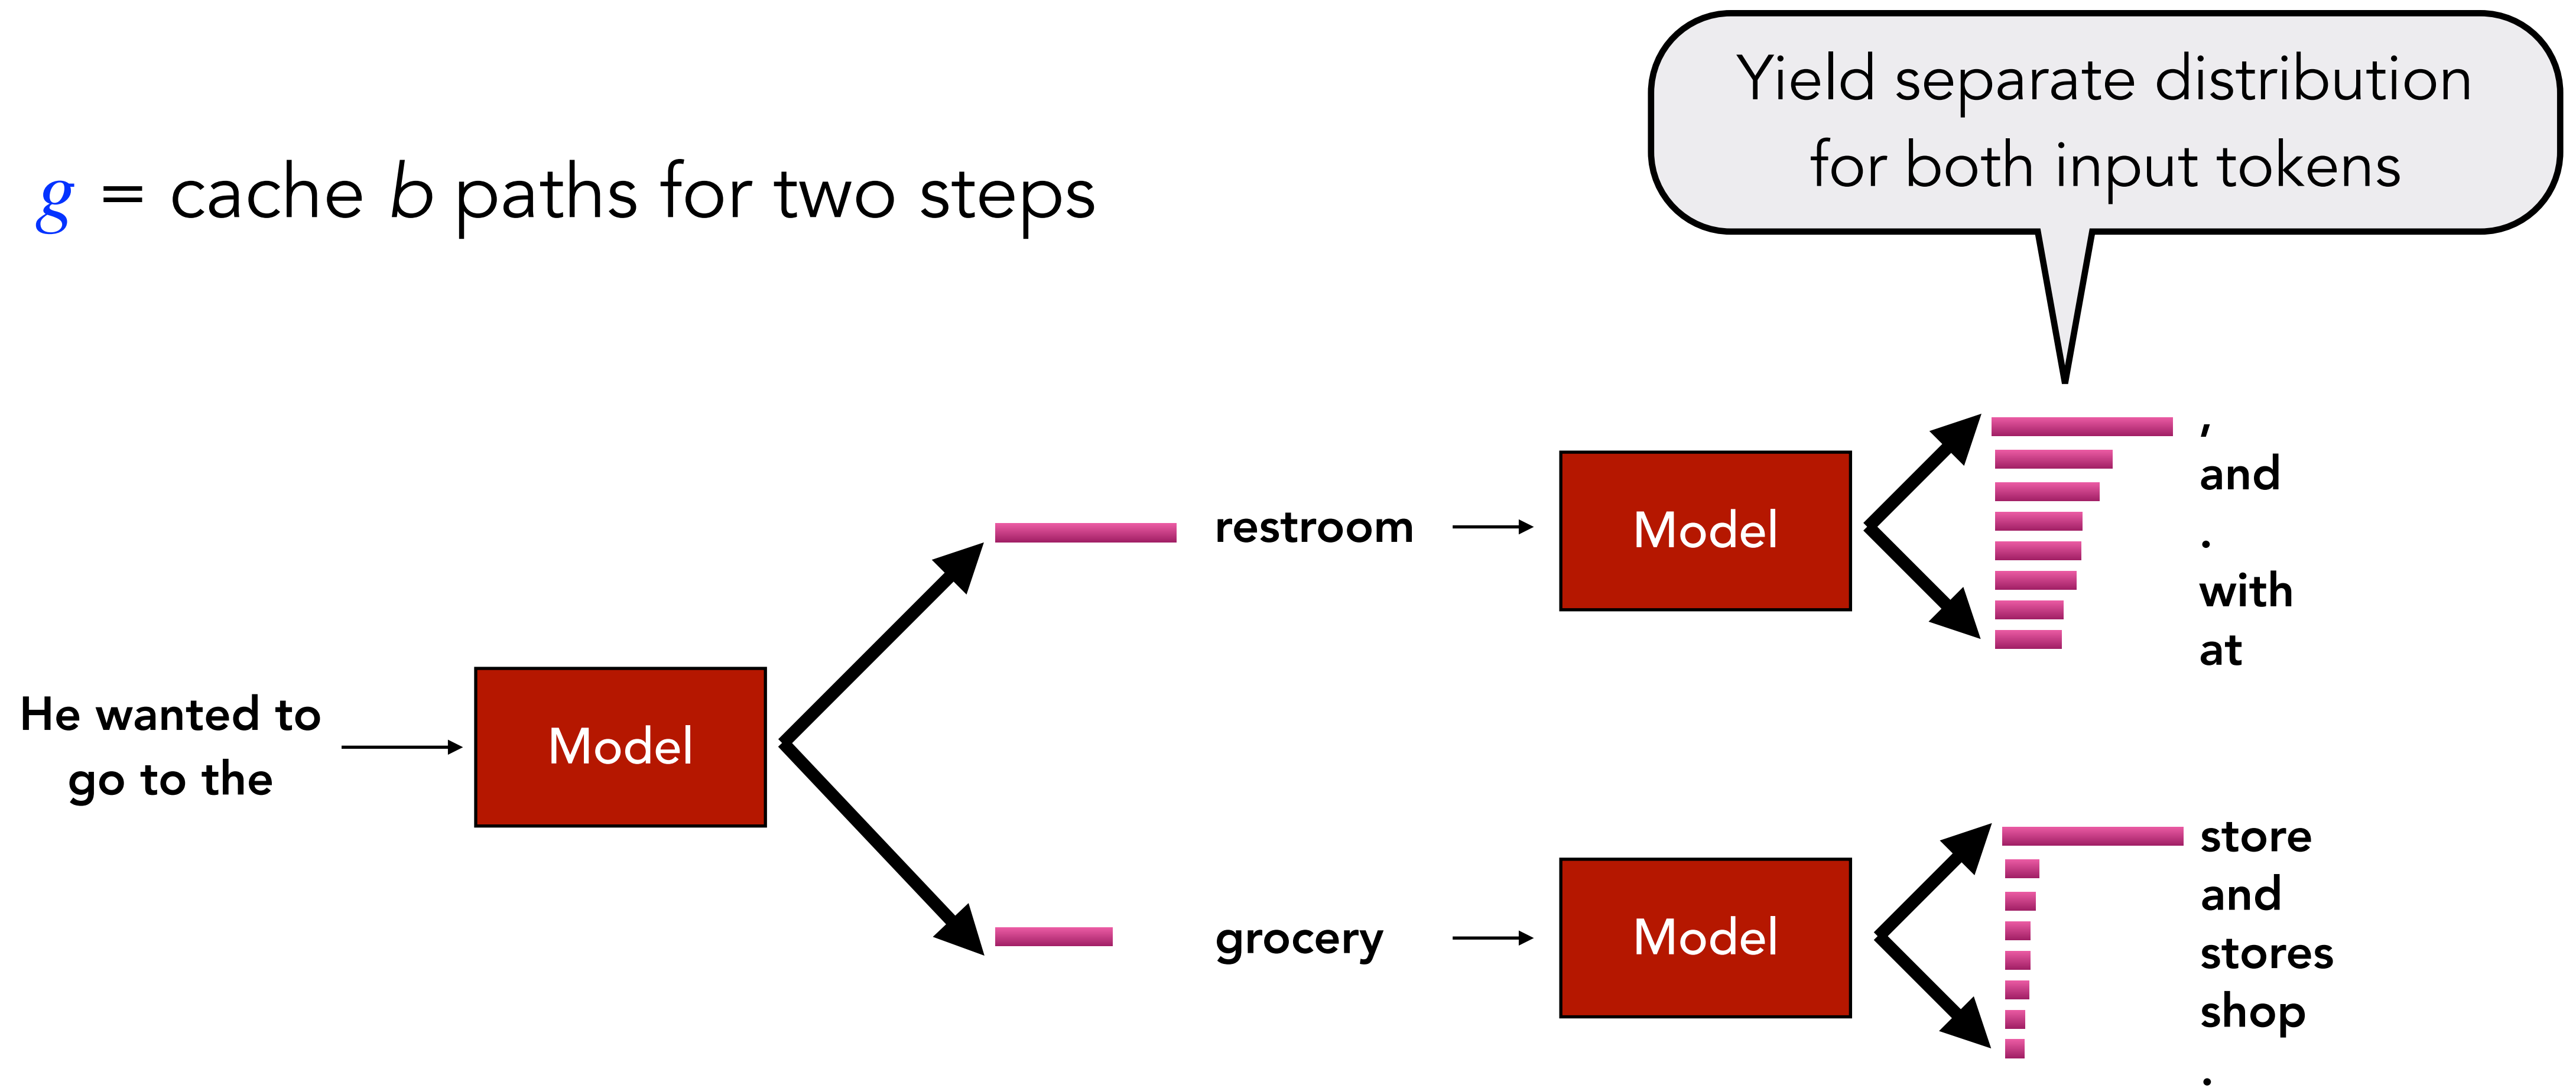 Yield separate distribution
for both input tokens
g = cache b paths for two steps
He wanted to
go to the
Model
restroom
Model
,
and
.
with
at
grocery
Model
store
and
stores
shop
.